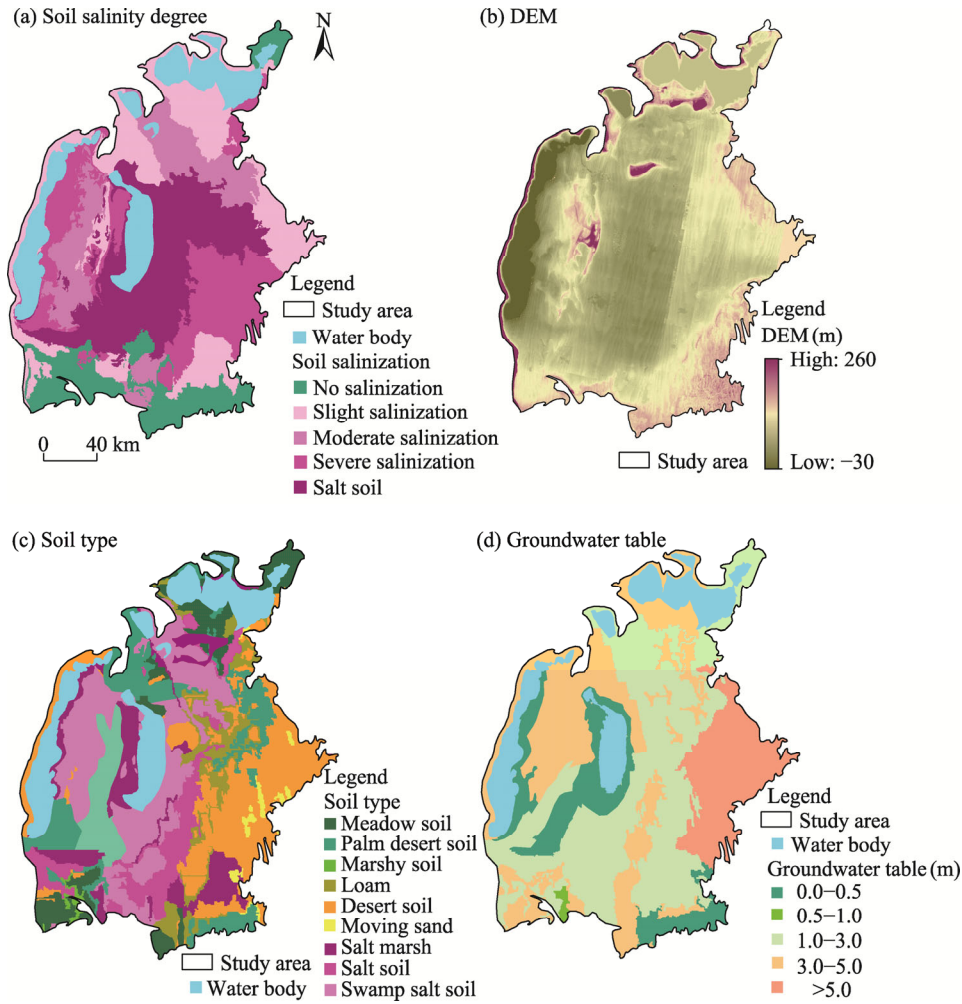 (a) Soil salinity degree
N
Legend
Study area
Water body
Soil salinization
No salinization
Slight salinization
Moderate salinization
Severe salinization
Salt soil
0 40 km
(b) DEM
Legend
DEM (m)
High: 260
Low: −30
Study area
(c) Soil type
Legend
Soil type
Meadow soil
Palm desert soil
Marshy soil
Loam
Desert soil
Moving sand
Salt marsh
Salt soil
Swamp salt soil
Study area
Water body
(d) Groundwater table
Legend
Study area
Water body
Groundwater table (m)
0.0−0.5
0.5−1.0
1.0−3.0
3.0−5.0
>5.0